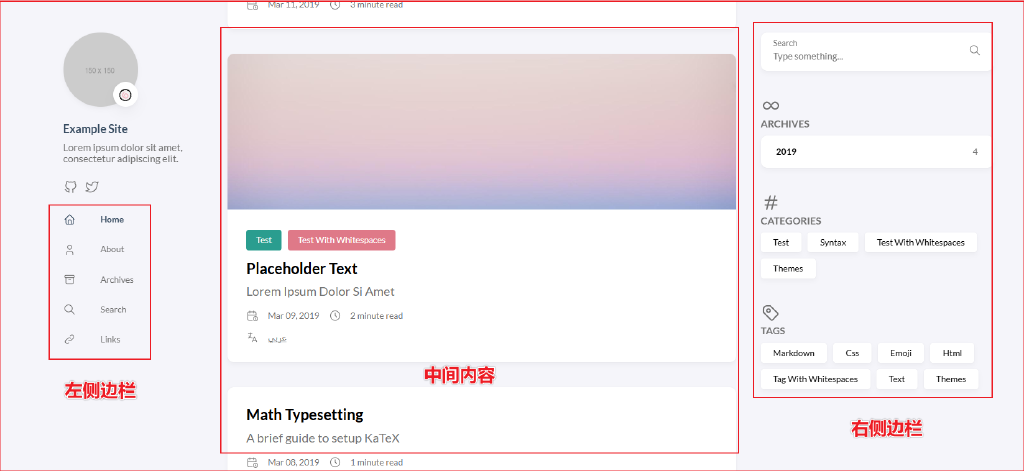 150 x 150
Example Site
Lorem ipsum dolor sit amet,
consectetur adipiscing elit.
Home
About
Archives
Search
Links
左侧边栏
Mar 11, 2019 3 minute read
Test Test With Whitespaces
Placeholder Text
Lorem Ipsum Dolor Si Amet
Mar 09, 2019 2 minute read
中间内容
Math Typesetting
A brief guide to setup KaTeX
Mar 08, 2019 1 minute read
Search
Type something...
ARCHIVES
2019 4
CATEGORIES
Test Syntax Test With Whitespaces
Themes
TAGS
Markdown Css Emoji Html
Tag With Whitespaces Text Themes
右侧边栏